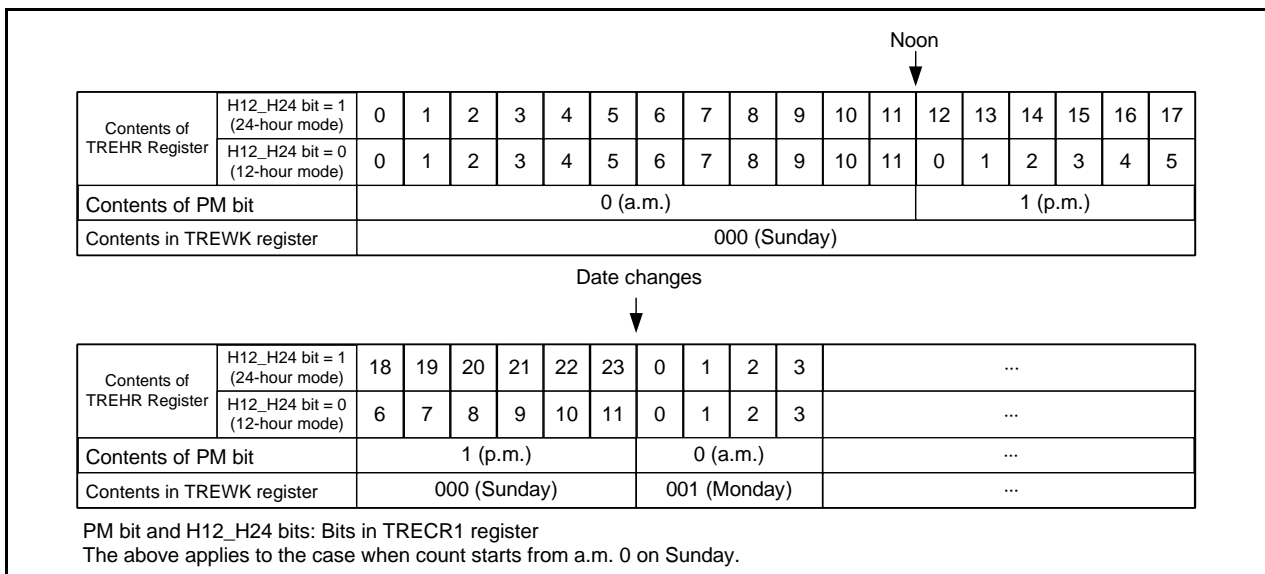 Noon
Contents of TREHR Register
H12_H24 bit = 1 (24-hour mode) 0 1 2 3 4 5 6 7 8 9 10 11 12 13 14 15 16 17
H12_H24 bit = 0 (12-hour mode) 0 1 2 3 4 5 6 7 8 9 10 11 0 1 2 3 4 5
Contents of PM bit 0 (a.m.) 1 (p.m.)
Contents in TREWK register 000 (Sunday)
Date changes
Contents of TREHR Register
H12_H24 bit = 1 (24-hour mode) 18 19 20 21 22 23 0 1 2 3 ...
H12_H24 bit = 0 (12-hour mode) 6 7 8 9 10 11 0 1 2 3 ...
Contents of PM bit 1 (p.m.) 0 (a.m.) ...
Contents in TREWK register 000 (Sunday) 001 (Monday) ...
PM bit and H12_H24 bits: Bits in TRECR1 register
The above applies to the case when count starts from a.m. 0 on Sunday.